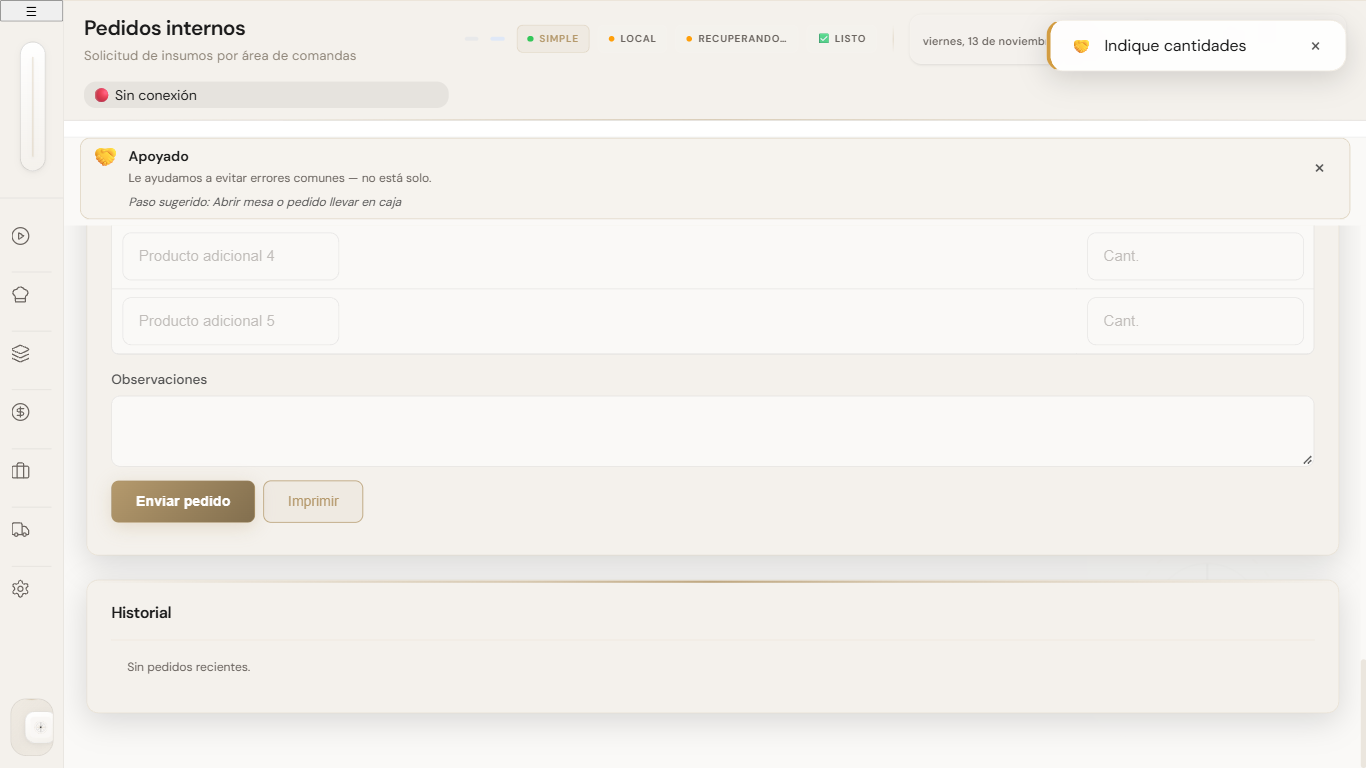 Pedidos internos
Solicitud de insumos por área de comandas
SIMPLE
LOCAL
RECUPERANDO…
LISTO
viernes, 13 de
Indique cantidades
Sin conexión
Apoyado
Le ayudamos a evitar errores comunes — no está solo.
Paso sugerido: Abrir mesa o pedido llevar en caja
Producto adicional 4
Cant.
Producto adicional 5
Cant.
Observaciones
Enviar pedido
Imprimir
Historial
Sin pedidos recientes.